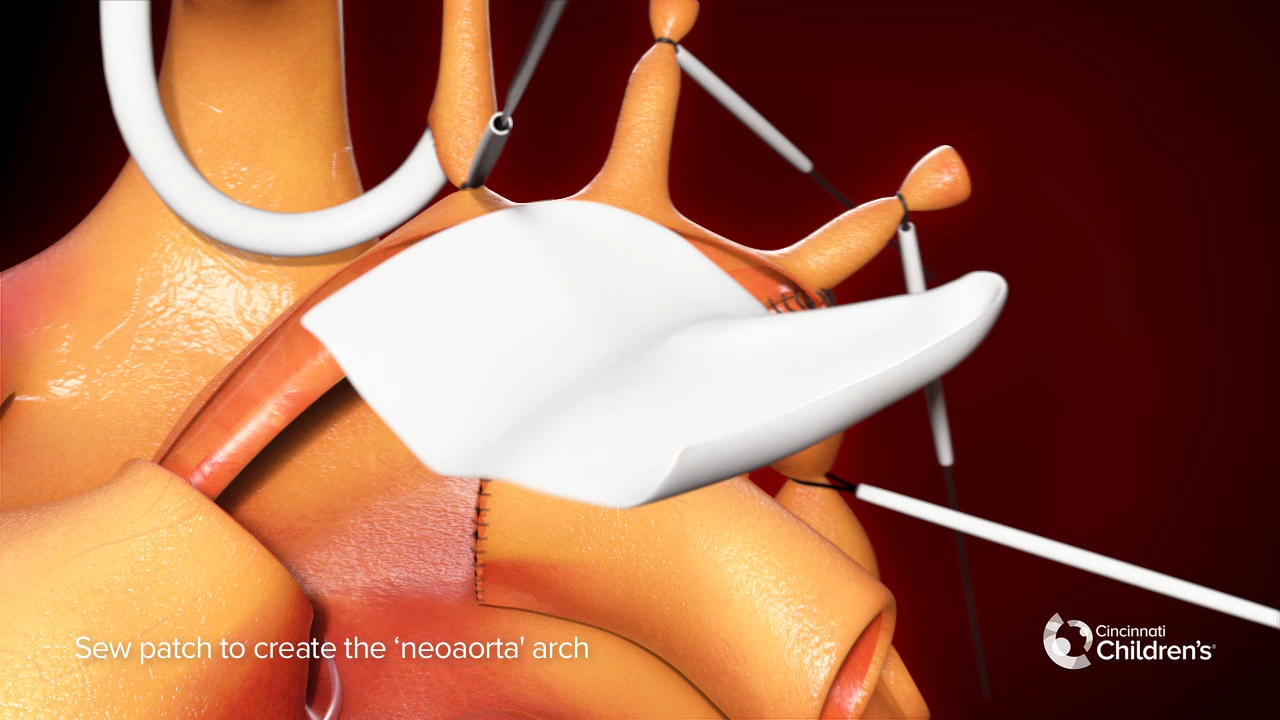 Sew patch to create the ‘neoaorta' arch
Cincinnati
Children's